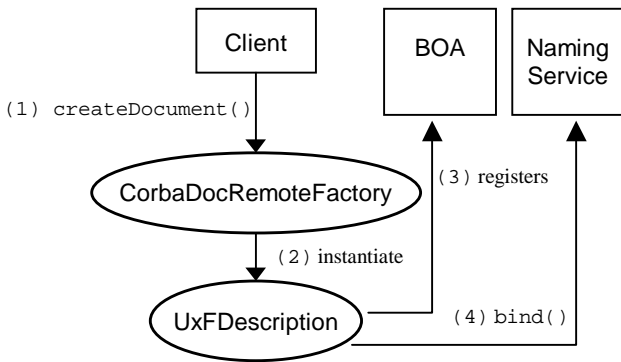 Client
BOA
Naming
Service
(1) createDocument()
CorbaDocRemoteFactory
(3) registers
(2) instantiate
UxFDescription
(4) bind()